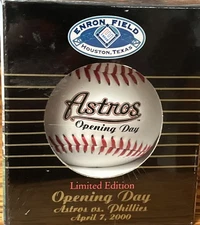 ENRON FIELD
HOUSTON, TEXAS
Astros
Opening Day
Limited Edition
Opening Day
Astros vs. Phillies
April 7, 2000